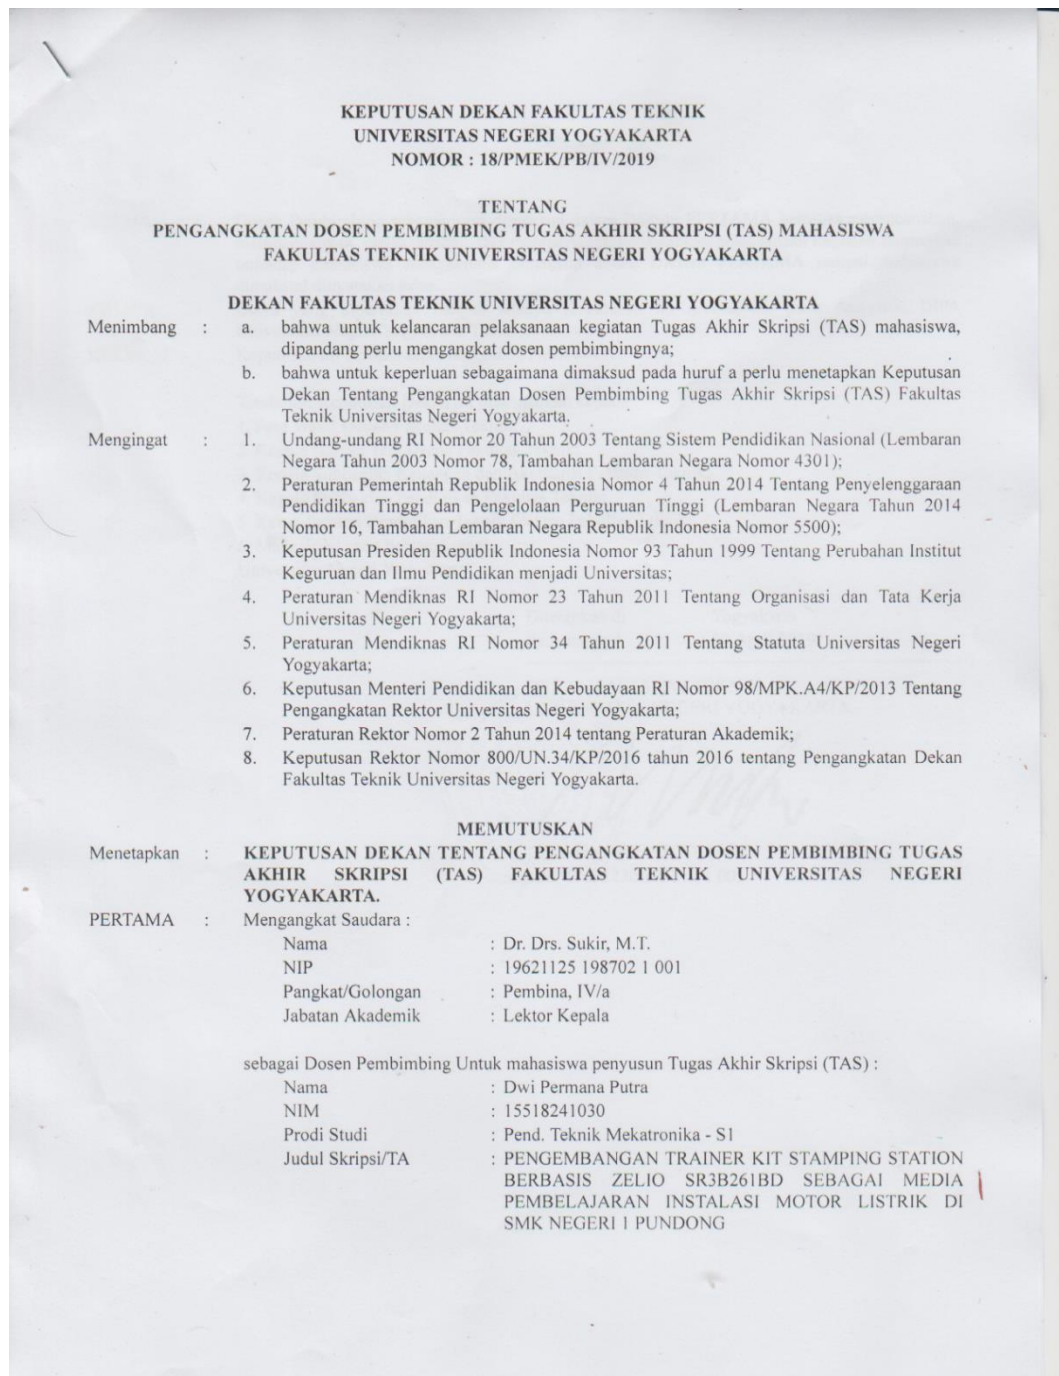 KEPUTUSAN DEKAN FAKULTAS TEKNIK
UNIVERSITAS NEGERI YOGYAKARTA
NOMOR : 18/PMEK/PB/IV/2019
TENTANG
PENGANGKATAN DOSEN PEMBIMBING TUGAS AKHIR SKRIPSI (TAS) MAHASISWA
FAKULTAS TEKNIK UNIVERSITAS NEGERI YOGYAKARTA
DEKAN FAKULTAS TEKNIK UNIVERSITAS NEGERI YOGYAKARTA
Menimbang : a. bahwa untuk kelancaran pelaksanaan kegiatan Tugas Akhir Skripsi (TAS) mahasiswa,
dipandang perlu mengangkat dosen pembimbingnya;
b. bahwa untuk keperluan sebagaimana dimaksud pada huruf a perlu menetapkan Keputusan
Dekan Tentang Pengangkatan Dosen Pembimbing Tugas Akhir Skripsi (TAS) Fakultas
Teknik Universitas Negeri Yogyakarta.
Mengingat : 1. Undang-undang RI Nomor 20 Tahun 2003 Tentang Sistem Pendidikan Nasional (Lembaran
Negara Tahun 2003 Nomor 78, Tambahan Lembaran Negara Nomor 4301);
2. Peraturan Pemerintah Republik Indonesia Nomor 4 Tahun 2014 Tentang Penyelenggaraan
Pendidikan Tinggi dan Pengelolaan Perguruan Tinggi (Lembaran Negara Tahun 2014
Nomor 16, Tambahan Lembaran Negara Republik Indonesia Nomor 5500);
3. Keputusan Presiden Republik Indonesia Nomor 93 Tahun 1999 Tentang Perubahan Institut
Keguruan dan Ilmu Pendidikan menjadi Universitas;
4. Peraturan Mendiknas RI Nomor 23 Tahun 2011 Tentang Organisasi dan Tata Kerja
Universitas Negeri Yogyakarta;
5. Peraturan Mendiknas RI Nomor 34 Tahun 2011 Tentang Statuta Universitas Negeri
Yogyakarta;
6. Keputusan Menteri Pendidikan dan Kebudayaan RI Nomor 98/MPK.A4/KP/2013 Tentang
Pengangkatan Rektor Universitas Negeri Yogyakarta;
7. Peraturan Rektor Nomor 2 Tahun 2014 tentang Peraturan Akademik;
8. Keputusan Rektor Nomor 800/UN.34/KP/2016 tahun 2016 tentang Pengangkatan Dekan
Fakultas Teknik Universitas Negeri Yogyakarta.
MEMUTUSKAN
Menetapkan : KEPUTUSAN DEKAN TENTANG PENGANGKATAN DOSEN PEMBIMBING TUGAS
AKHIR SKRIPSI (TAS) FAKULTAS TEKNIK UNIVERSITAS NEGERI
YOGYAKARTA.
PERTAMA : Mengangkat Saudara :
Nama : Dr. Drs. Sukir, M.T.
NIP : 19621125 198702 1 001
Pangkat/Golongan : Pembina, IV/a
Jabatan Akademik : Lektor Kepala
sebagai Dosen Pembimbing Untuk mahasiswa penyusun Tugas Akhir Skripsi (TAS) :
Nama : Dwi Permana Putra
NIM : 15518241030
Prodi Studi : Pend. Teknik Mekatronika - S1
Judul Skripsi/TA : PENGEMBANGAN TRAINER KIT STAMPING STATION
BERBASIS ZELIO SR3B261BD SEBAGAI MEDIA
PEMBELAJARAN INSTALASI MOTOR LISTRIK DI
SMK NEGERI 1 PUNDONG